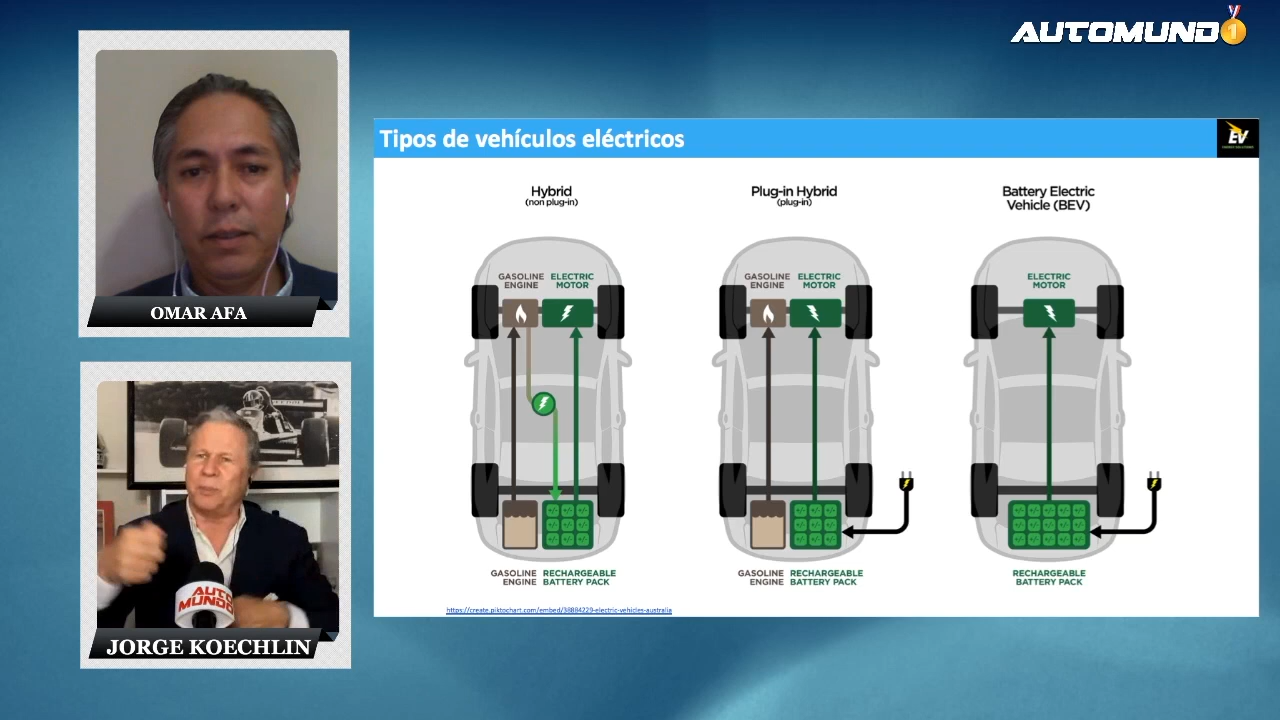 AUTOMUNDO 1
OMAR AFA
AUTO
MUNDO
JORGE KOECHLIN
Tipos de vehículos eléctricos
EV
Hybrid
(non plug-in)
GASOLINE
ENGINE
ELECTRIC
MOTOR
GASOLINE
ENGINE
RECHARGEABLE
BATTERY PACK
Plug-in Hybrid
(plug-in)
GASOLINE
ENGINE
ELECTRIC
MOTOR
GASOLINE
ENGINE
RECHARGEABLE
BATTERY PACK
Battery Electric
Vehicle (BEV)
ELECTRIC
MOTOR
RECHARGEABLE
BATTERY PACK
https://create.piktochart.com/embed/38884229-electric-vehicles-australia